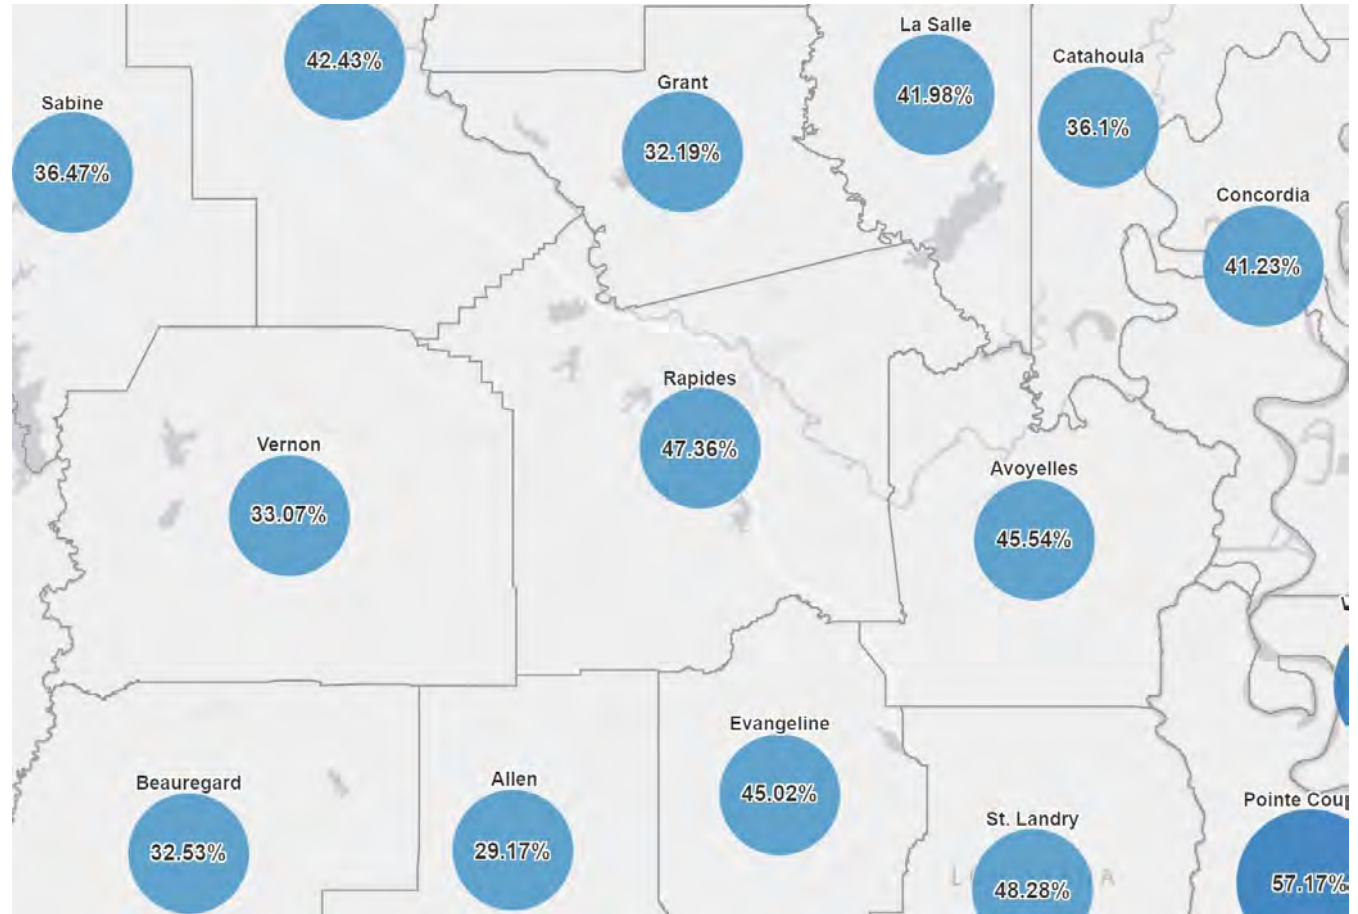 La Salle
42.43%
Catahoula
Grant
Sabine
41.98%
36.1%
32.19%
36.47%
Concordia
41.23%
Rapides
Vernon
47.36%
Avoyelles
33.07%
45.54%
Evangeline
Beauregard
Allen
45.02%
Pointe Coup
St. Landry
32.53%
29.17%
48.28%
57.17%